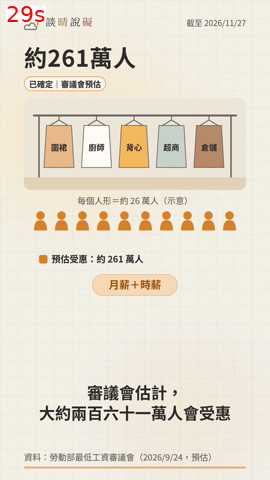 29s
談晴說礙
截至 2026/11/27
約261萬人
已確定｜審議會預估
圍裙 廚師 背心 超商 倉儲
每個人形＝約 26 萬人（示意）
預估受惠：約 261 萬人
月薪＋時薪
審議會估計，
大約兩百六十一萬人會受惠
資料：勞動部最低工資審議會（2026/9/24，預估）